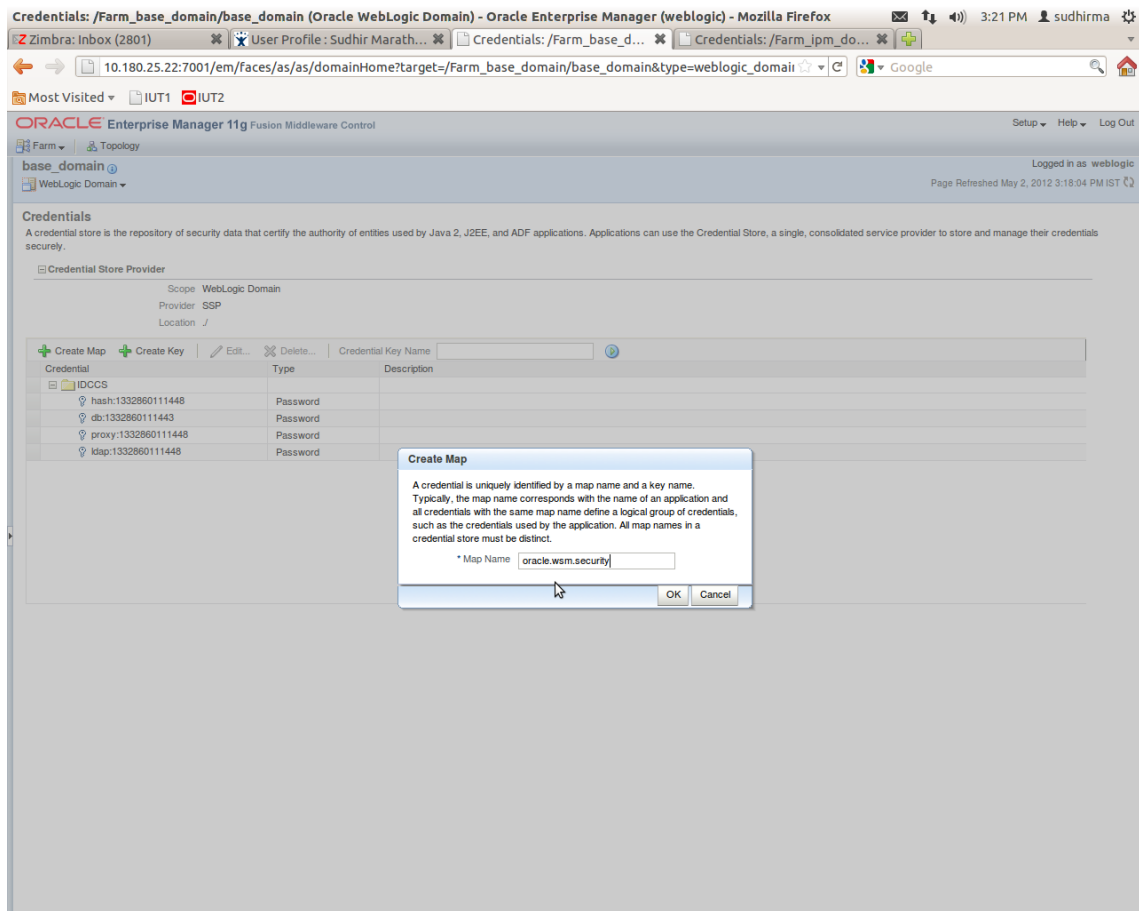 Credentials: /Farm_base_domain/base_domain (Oracle WebLogic Domain) - Oracle Enterprise Manager (weblogic) - Mozilla Firefox 3:21 PM sudhirma
Zimbra: Inbox (2801) User Profile : Sudhir Marath... Credentials: /Farm_base_d... Credentials: /Farm_ipm_do...
10.180.25.22:7001/em/faces/as/as/domainHome?target=/Farm_base_domain/base_domain&type=weblogic_domain Google
Most Visited IUT1 IUT2
ORACLE Enterprise Manager 11g Fusion Middleware Control Setup Help Log Out
Farm Topology
base_domain Logged in as weblogic
WebLogic Domain Page Refreshed May 2, 2012 3:18:04 PM IST
Credentials
A credential store is the repository of security data that certify the authority of entities used by Java 2, J2EE, and ADF applications. Applications can use the Credential Store, a single, consolidated service provider to store and manage their credentials
securely.
Credential Store Provider
Scope WebLogic Domain
Provider SSP
Location ./
Create Map Create Key Edit... Delete... Credential Key Name
Credential Type Description
IDCCS
hash:1332860111448 Password
db:1332860111443 Password
proxy:1332860111448 Password
ldap:1332860111448 Password
Create Map
A credential is uniquely identified by a map name and a key name.
Typically, the map name corresponds with the name of an application and
all credentials with the same map name define a logical group of credentials,
such as the credentials used by the application. All map names in a
credential store must be distinct.
* Map Name oracle.wsm.security
OK Cancel